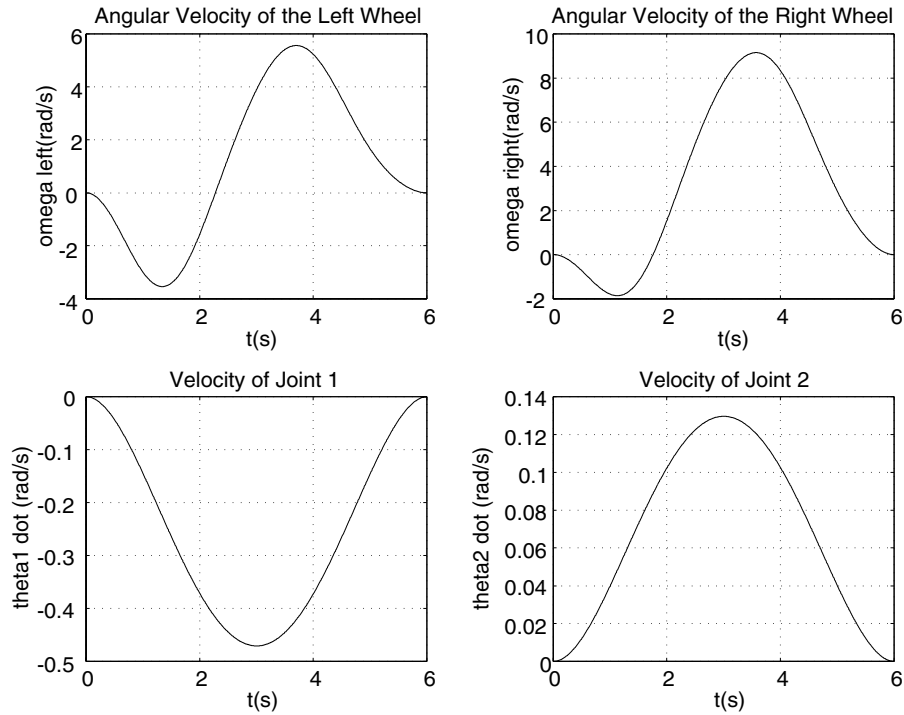 Angular Velocity of the Left Wheel
6
4
2
0
-2
-4
omega left(rad/s)
0 2 4 6
t(s)
Angular Velocity of the Right Wheel
10
8
6
4
2
0
-2
omega right(rad/s)
0 2 4 6
t(s)
Velocity of Joint 1
0
-0.1
-0.2
-0.3
-0.4
-0.5
theta1 dot (rad/s)
0 2 4 6
t(s)
Velocity of Joint 2
0.14
0.12
0.1
0.08
0.06
0.04
0.02
0
theta2 dot (rad/s)
0 2 4 6
t(s)